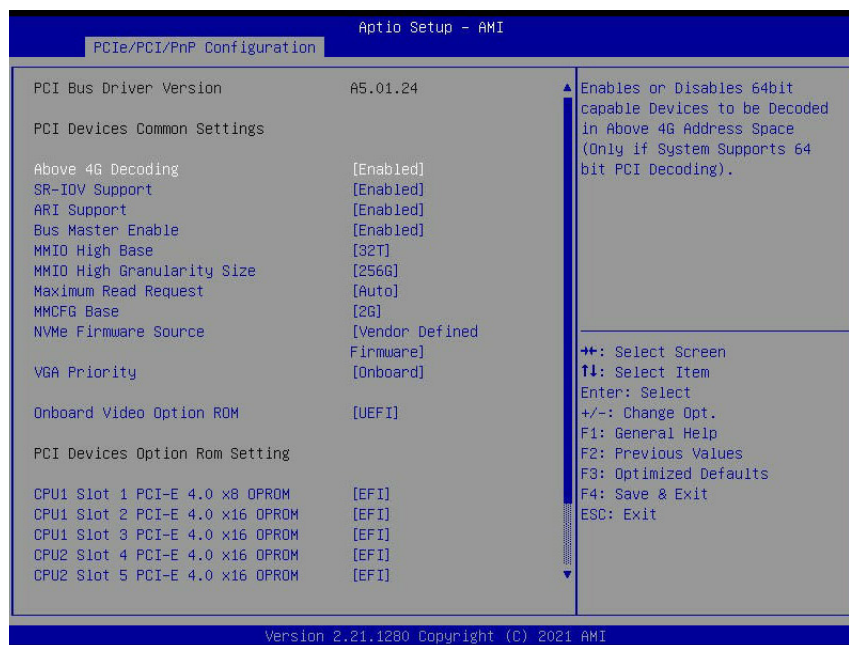 Aptio Setup - AMI
PCIe/PCI/PnP Configuration
PCI Bus Driver Version A5.01.24
PCI Devices Common Settings
Above 4G Decoding [Enabled]
SR-IOV Support [Enabled]
ARI Support [Enabled]
Bus Master Enable [Enabled]
MMIO High Base [32T]
MMIO High Granularity Size [256G]
Maximum Read Request [Auto]
MMCFG Base [2G]
NVMe Firmware Source [Vendor Defined
Firmware]
VGA Priority [Onboard]
Onboard Video Option ROM [UEFI]
PCI Devices Option Rom Setting
CPU1 Slot 1 PCI-E 4.0 x8 OPROM [EFI]
CPU1 Slot 2 PCI-E 4.0 x16 OPROM [EFI]
CPU1 Slot 3 PCI-E 4.0 x16 OPROM [EFI]
CPU2 Slot 4 PCI-E 4.0 x16 OPROM [EFI]
CPU2 Slot 5 PCI-E 4.0 x16 OPROM [EFI]
Enables or Disables 64bit
capable Devices to be Decoded
in Above 4G Address Space
(Only if System Supports 64
bit PCI Decoding).
→←: Select Screen
↑↓: Select Item
Enter: Select
+/-: Change Opt.
F1: General Help
F2: Previous Values
F3: Optimized Defaults
F4: Save & Exit
ESC: Exit
Version 2.21.1280 Copyright (C) 2021 AMI